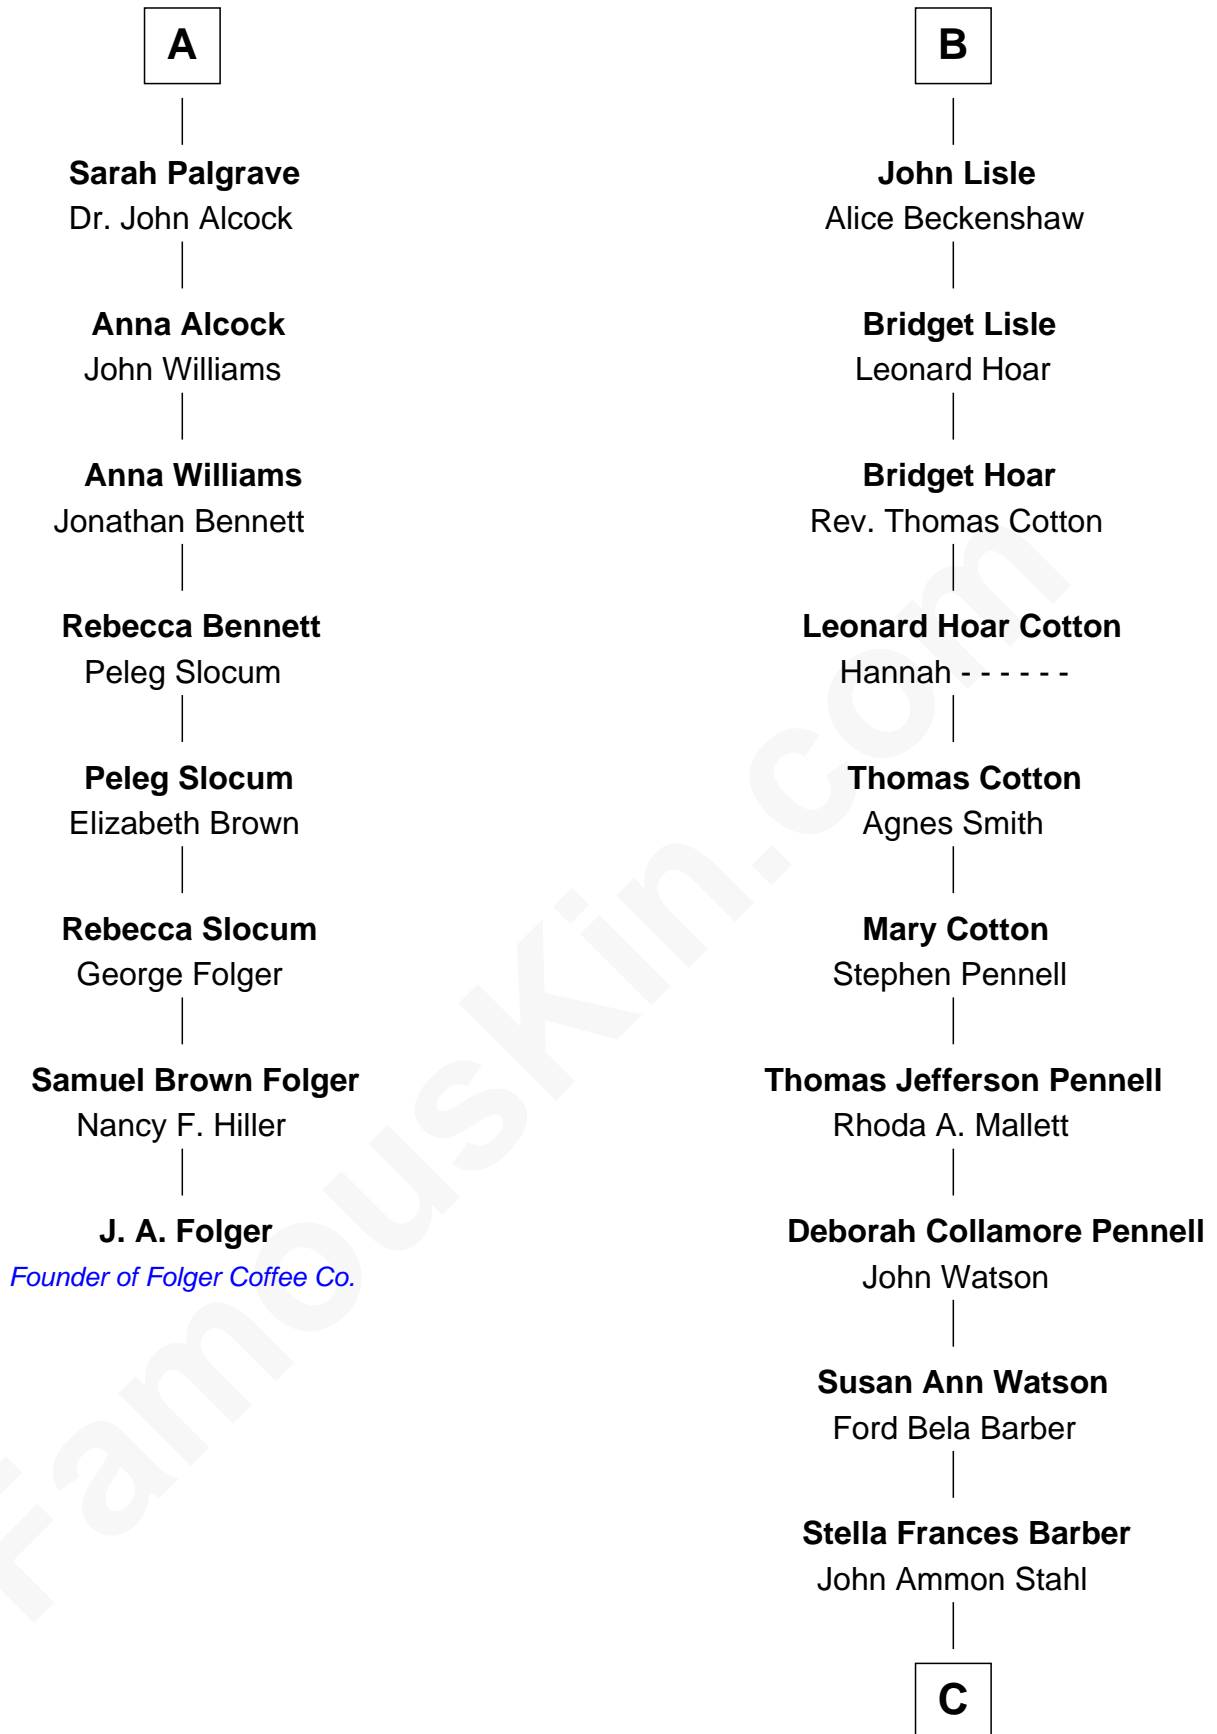 A
Sarah Palgrave
Dr. John Alcock
Anna Alcock
John Williams
Anna Williams
Jonathan Bennett
Rebecca Bennett
Peleg Slocum
Peleg Slocum
Elizabeth Brown
Rebecca Slocum
George Folger
Samuel Brown Folger
Nancy F. Hiller
J. A. Folger
Founder of Folger Coffee Co.
B
John Lisle
Alice Beckenshaw
Bridget Lisle
Leonard Hoar
Bridget Hoar
Rev. Thomas Cotton
Leonard Hoar Cotton
Hannah - - - - - -
Thomas Cotton
Agnes Smith
Mary Cotton
Stephen Pennell
Thomas Jefferson Pennell
Rhoda A. Mallett
Deborah Collamore Pennell
John Watson
Susan Ann Watson
Ford Bela Barber
Stella Frances Barber
John Ammon Stahl
C
FamousKin.com